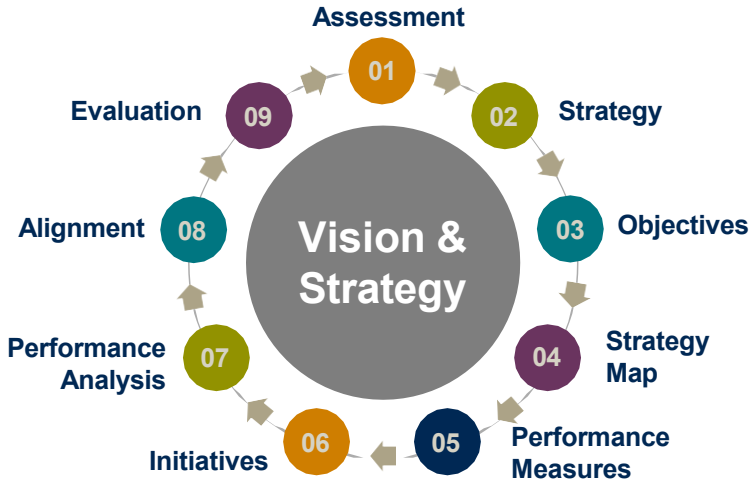 Assessment
01
02
Strategy
03
Objectives
04
Strategy
Map
05
Performance
Measures
06
Initiatives
07
Performance
Analysis
08
Alignment
09
Evaluation
Vision &
Strategy